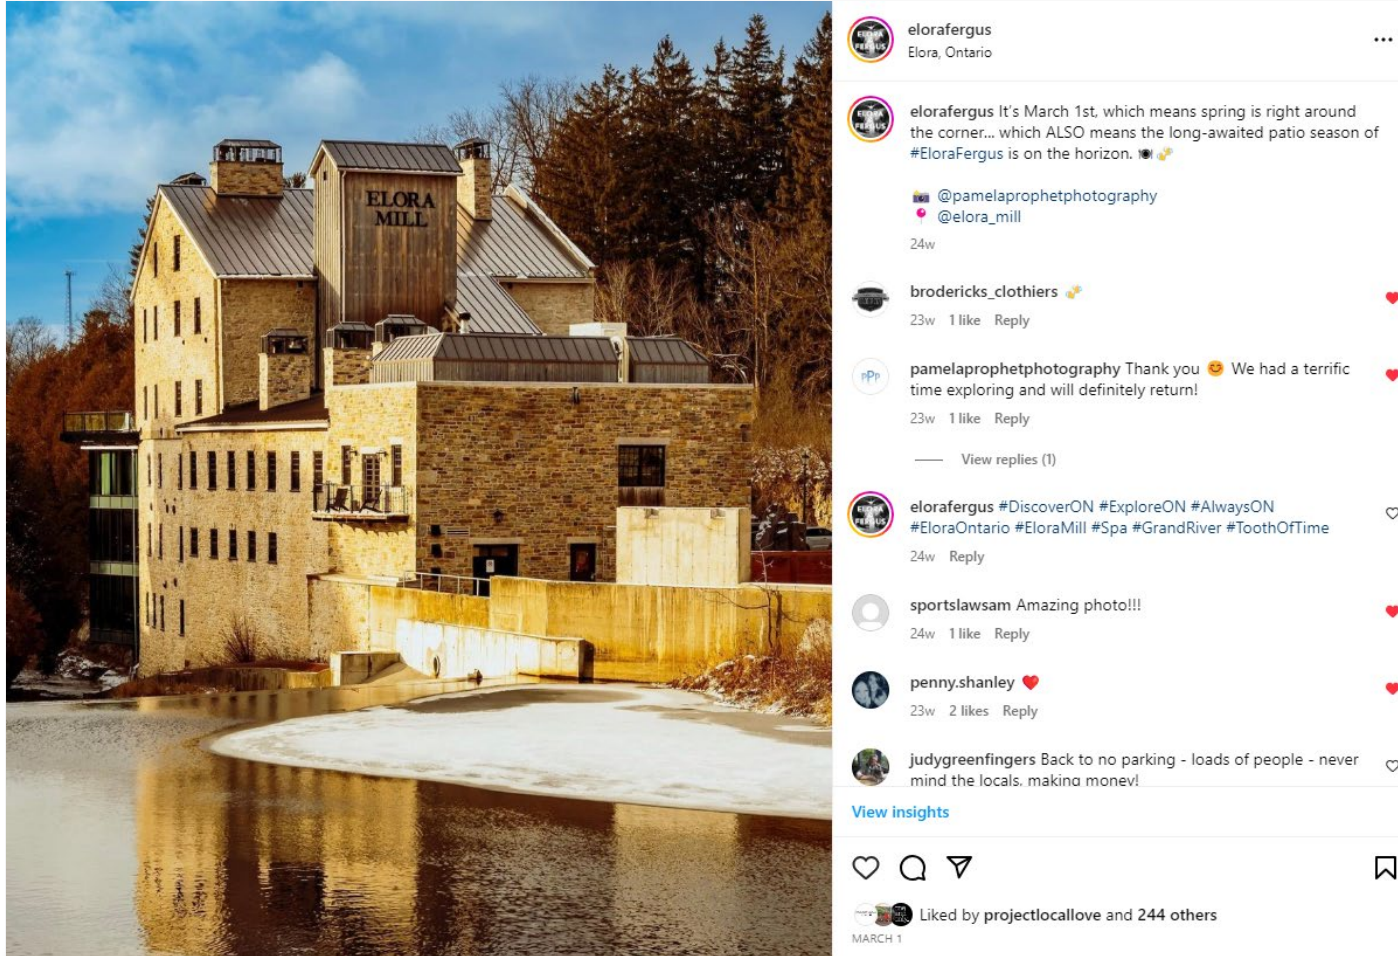 ELORA
MILL
elorafergus
Elora, Ontario
elorafergus It's March 1st, which means spring is right around
the corner... which ALSO means the long-awaited patio season of
#EloraFergus is on the horizon. 🍽️ 🍻
📸 @pamelaprophetphotography
📍 @elora_mill
24w
brodericks_clothiers 🍻
23w 1 like Reply
pamelaprophetphotography Thank you 😊 We had a terrific
time exploring and will definitely return!
23w 1 like Reply
View replies (1)
elorafergus #DiscoverON #ExploreON #AlwaysON
#EloraOntario #EloraMill #Spa #GrandRiver #ToothOfTime
24w Reply
sportslawsam Amazing photo!!!
24w 1 like Reply
penny.shanley ❤️
23w 2 likes Reply
judygreenfingers Back to no parking - loads of people - never
mind the locals, making money!
View insights
Liked by projectlocallove and 244 others
MARCH 1
ELORA
FERGUS
PPP